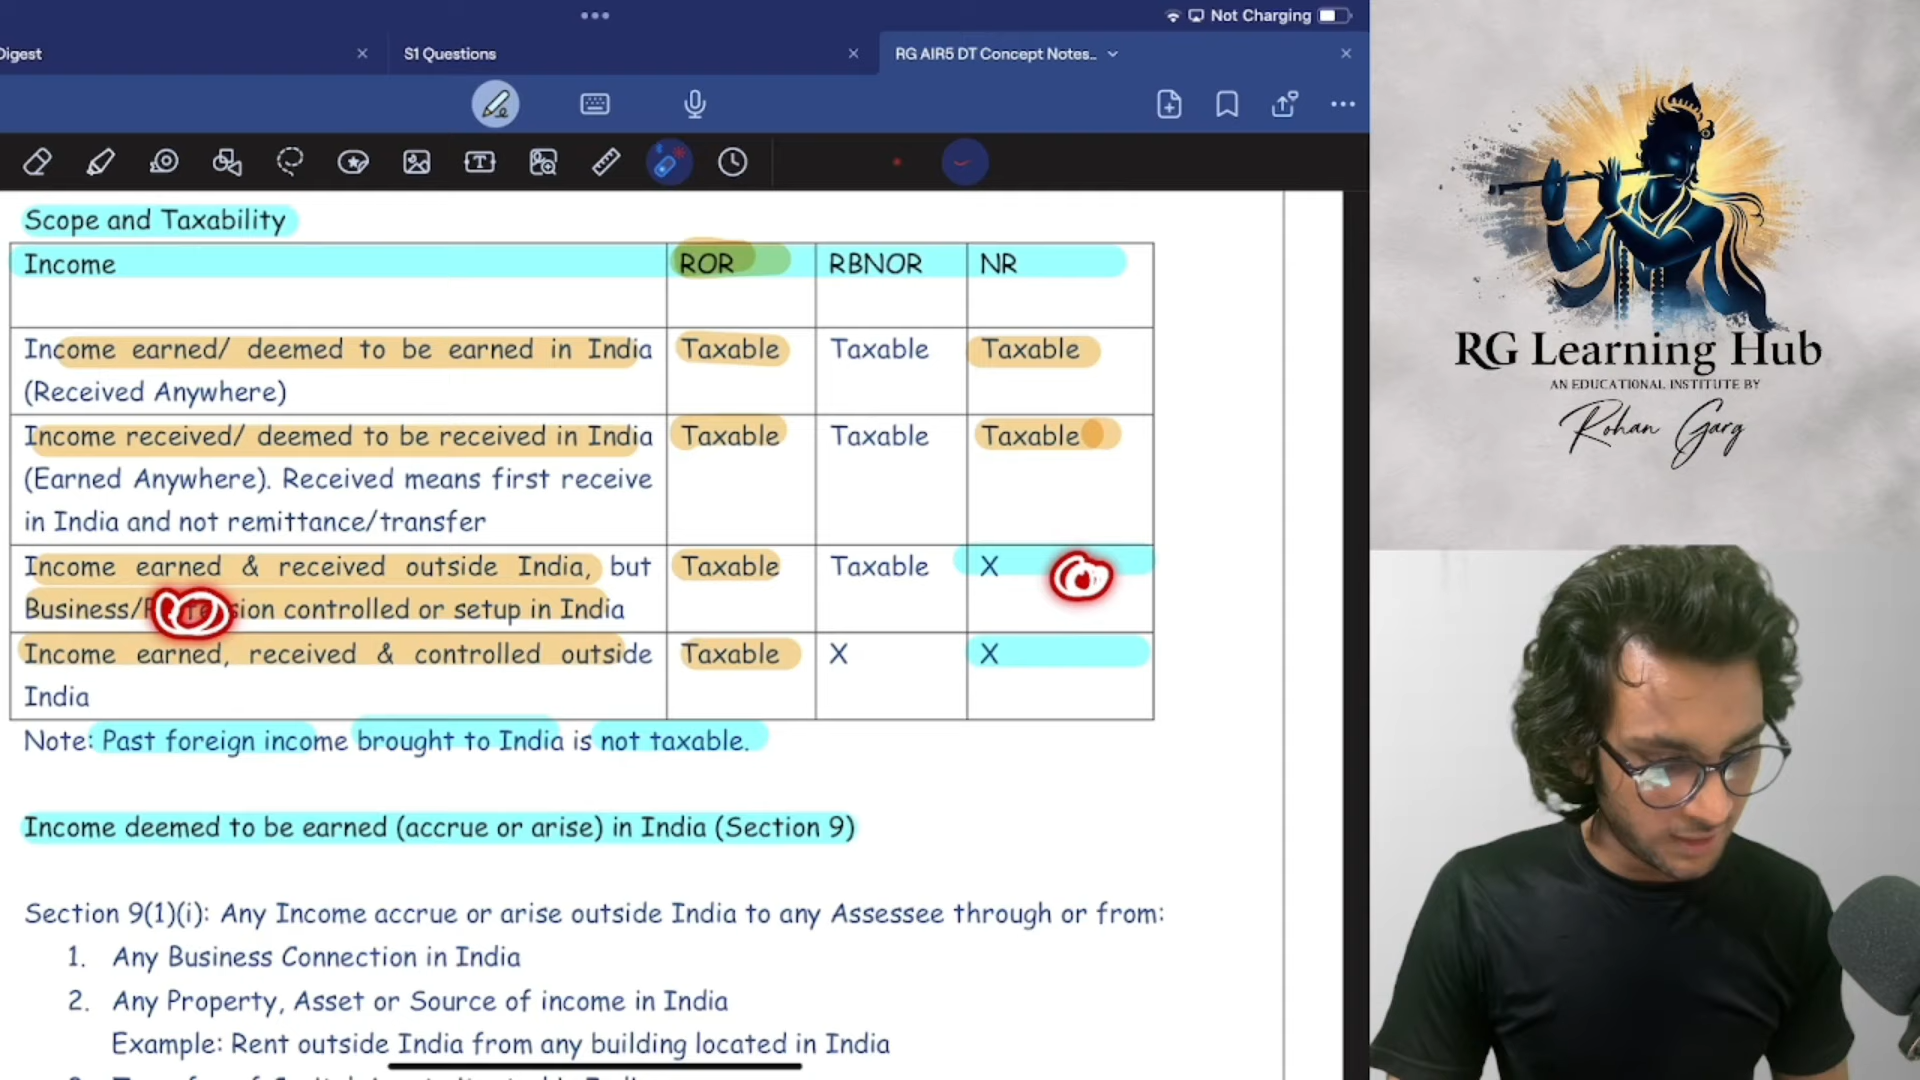 Not Charging
Digest
S1 Questions
RG AIR5 DT Concept Notes..
Scope and Taxability
Income ROR RBNOR NR
Income earned/ deemed to be earned in India Taxable Taxable Taxable
(Received Anywhere)
Income received/ deemed to be received in India Taxable Taxable Taxable
(Earned Anywhere). Received means first receive
in India and not remittance/transfer
Income earned & received outside India, but Taxable Taxable X
Business/ controlled or setup in India
Income earned, received & controlled outside Taxable X X
India
Note: Past foreign income brought to India is not taxable.
Income deemed to be earned (accrue or arise) in India (Section 9)
Section 9(1)(i): Any Income accrue or arise outside India to any Assessee through or from:
1. Any Business Connection in India
2. Any Property, Asset or Source of income in India
Example: Rent outside India from any building located in India
RG Learning Hub
AN EDUCATIONAL INSTITUTE BY
Rohan Garg